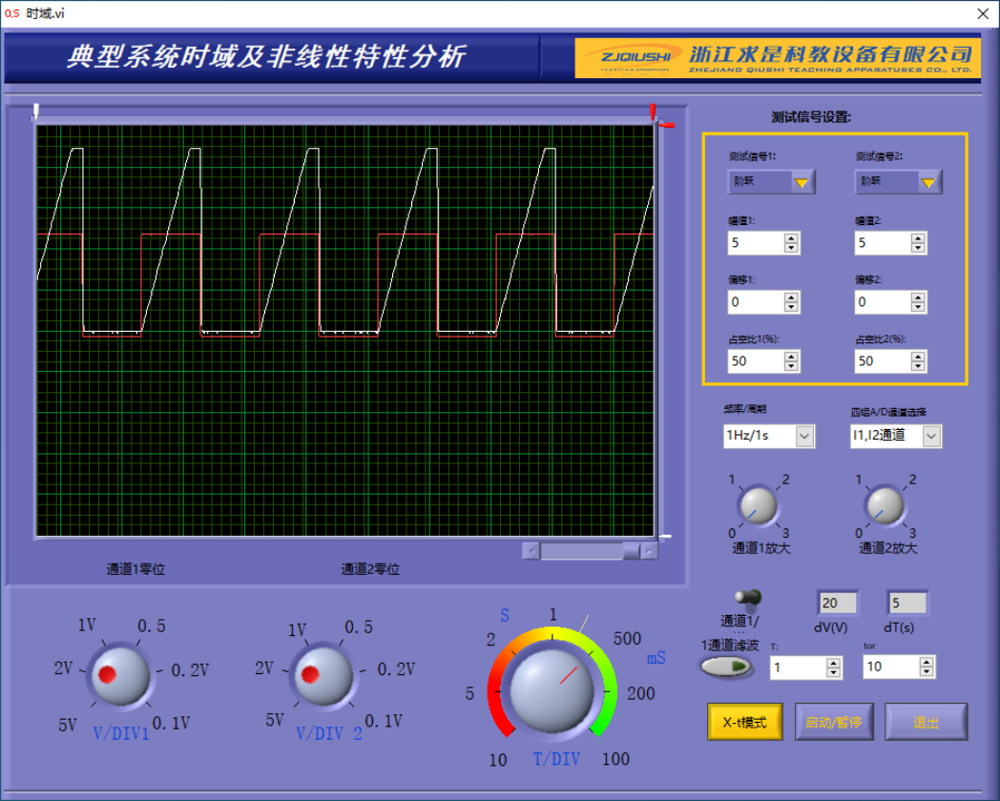 时域.vi
典型系统时域及非线性特性分析
ZJQIUSHI 浙江求是科教设备有限公司
ZHEJIANG QIUSHI TEACHING APPARATUSES CO., LTD.
测试信号设置:
测试信号1: 测试信号2:
阶跃 阶跃
幅值1: 幅值2:
5 5
偏移1: 偏移2:
0 0
占空比1(%): 占空比2(%):
50 50
频率/周期 四组A/D通道选择
1Hz/1s I1,I2通道
1 2 1 2
0 3 0 3
通道1放大 通道2放大
通道1零位 通道2零位
20 5
通道1/ dV(V) dT(s)
...
1通道滤波 T: tor
1 10
X-t模式 启动/暂停 退出
1V 0.5 1V 0.5
2V 0.2V 2V 0.2V
5V V/DIV1 0.1V 5V V/DIV 2 0.1V
S 1
2 500
mS
5 200
10 T/DIV 100